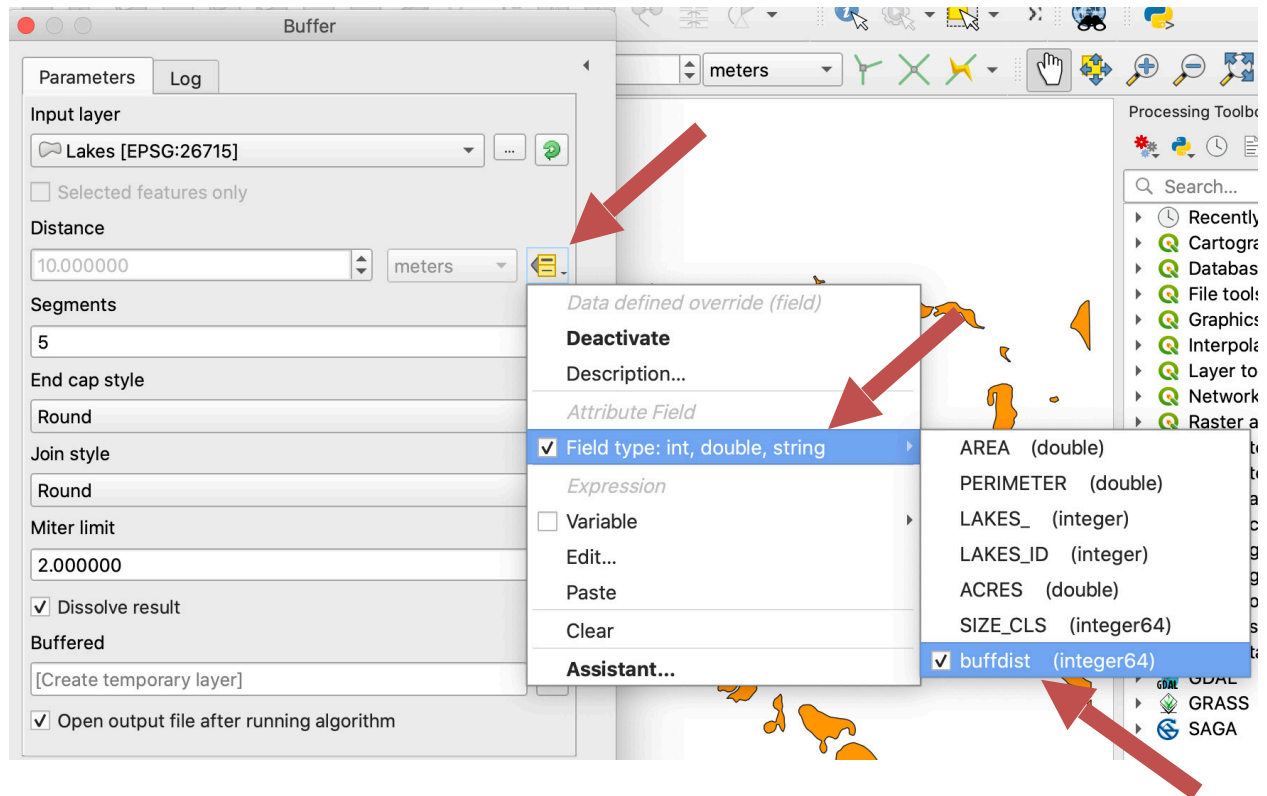 Buffer
Parameters
Log
Input layer
Lakes [EPSG:26715]
...
Selected features only
Distance
10.000000
meters
Segments
5
End cap style
Round
Join style
Round
Miter limit
2.000000
Dissolve result
Buffered
[Create temporary layer]
Open output file after running algorithm
Data defined override (field)
Deactivate
Description...
Attribute Field
Field type: int, double, string
Expression
Variable
Edit...
Paste
Clear
Assistant...
AREA (double)
PERIMETER (double)
LAKES_ (integer)
LAKES_ID (integer)
ACRES (double)
SIZE_CLS (integer64)
buffdist (integer64)
meters
Processing Toolbo
Search...
Recently
Cartogra
Databas
File tools
Graphics
Interpola
Layer to
Network
Raster a
GDAL
GRASS
SAGA